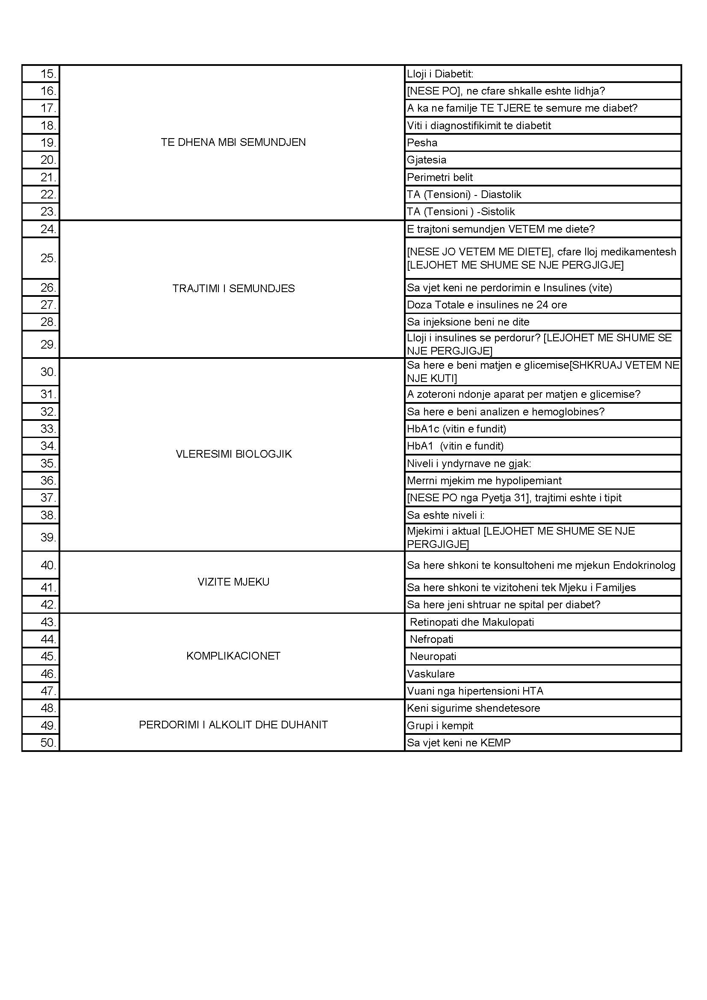 15.
Lloji i Diabetit:
16.
[NESE PO], ne cfare shkalle eshte lidhja?
17.
A ka ne familje TE TJERE te semure me diabet?
18.
Viti i diagnostifikimit te diabetit
TE DHENA MBI SEMUNDJEN
19.
Pesha
20.
Gjatesia
21.
Perimetri belit
22.
TA (Tensioni) - Diastolik
23.
TA (Tensioni ) -Sistolik
24.
E trajtoni semundjen VETEM me diete?
25.
[NESE JO VETEM ME DIETE], cfare lloj medikamentesh
[LEJOHET ME SHUME SE NJE PERGJIGJE]
TRAJTIMI I SEMUNDJES
26.
Sa vjet keni ne perdorimin e Insulines (vite)
27.
Doza Totale e insulines ne 24 ore
28.
Sa injeksione beni ne dite
29.
Lloji i insulines se perdorur? [LEJOHET ME SHUME SE
NJE PERGJIGJE]
30.
Sa here e beni matjen e glicemise[SHKRUAJ VETEM NE
NJE KUTI]
31.
A zoteroni ndonje aparat per matjen e glicemise?
32.
Sa here e beni analizen e hemoglobines?
33.
HbA1c (vitin e fundit)
34.
HbA1  (vitin e fundit)
VLERESIMI BIOLOGJIK
35.
Niveli i yndyrnave ne gjak:
36.
Merrni mjekim me hypolipemiant
37.
[NESE PO nga Pyetja 31], trajtimi eshte i tipit
38.
Sa eshte niveli i:
39.
Mjekimi i aktual [LEJOHET ME SHUME SE NJE
PERGJIGJE]
40.
Sa here shkoni te konsultoheni me mjekun Endokrinolog
VIZITE MJEKU
41.
Sa here shkoni te vizitoheni tek Mjeku i Familjes
42.
Sa here jeni shtruar ne spital per diabet?
43.
Retinopati dhe Makulopati
44.
Nefropati
KOMPLIKACIONET
45.
Neuropati
46.
Vaskulare
47.
Vuani nga hipertensioni HTA
48.
Keni sigurime shendetesore
PERDORIMI I ALKOLIT DHE DUHANIT
49.
Grupi i kempit
50.
Sa vjet keni ne KEMP